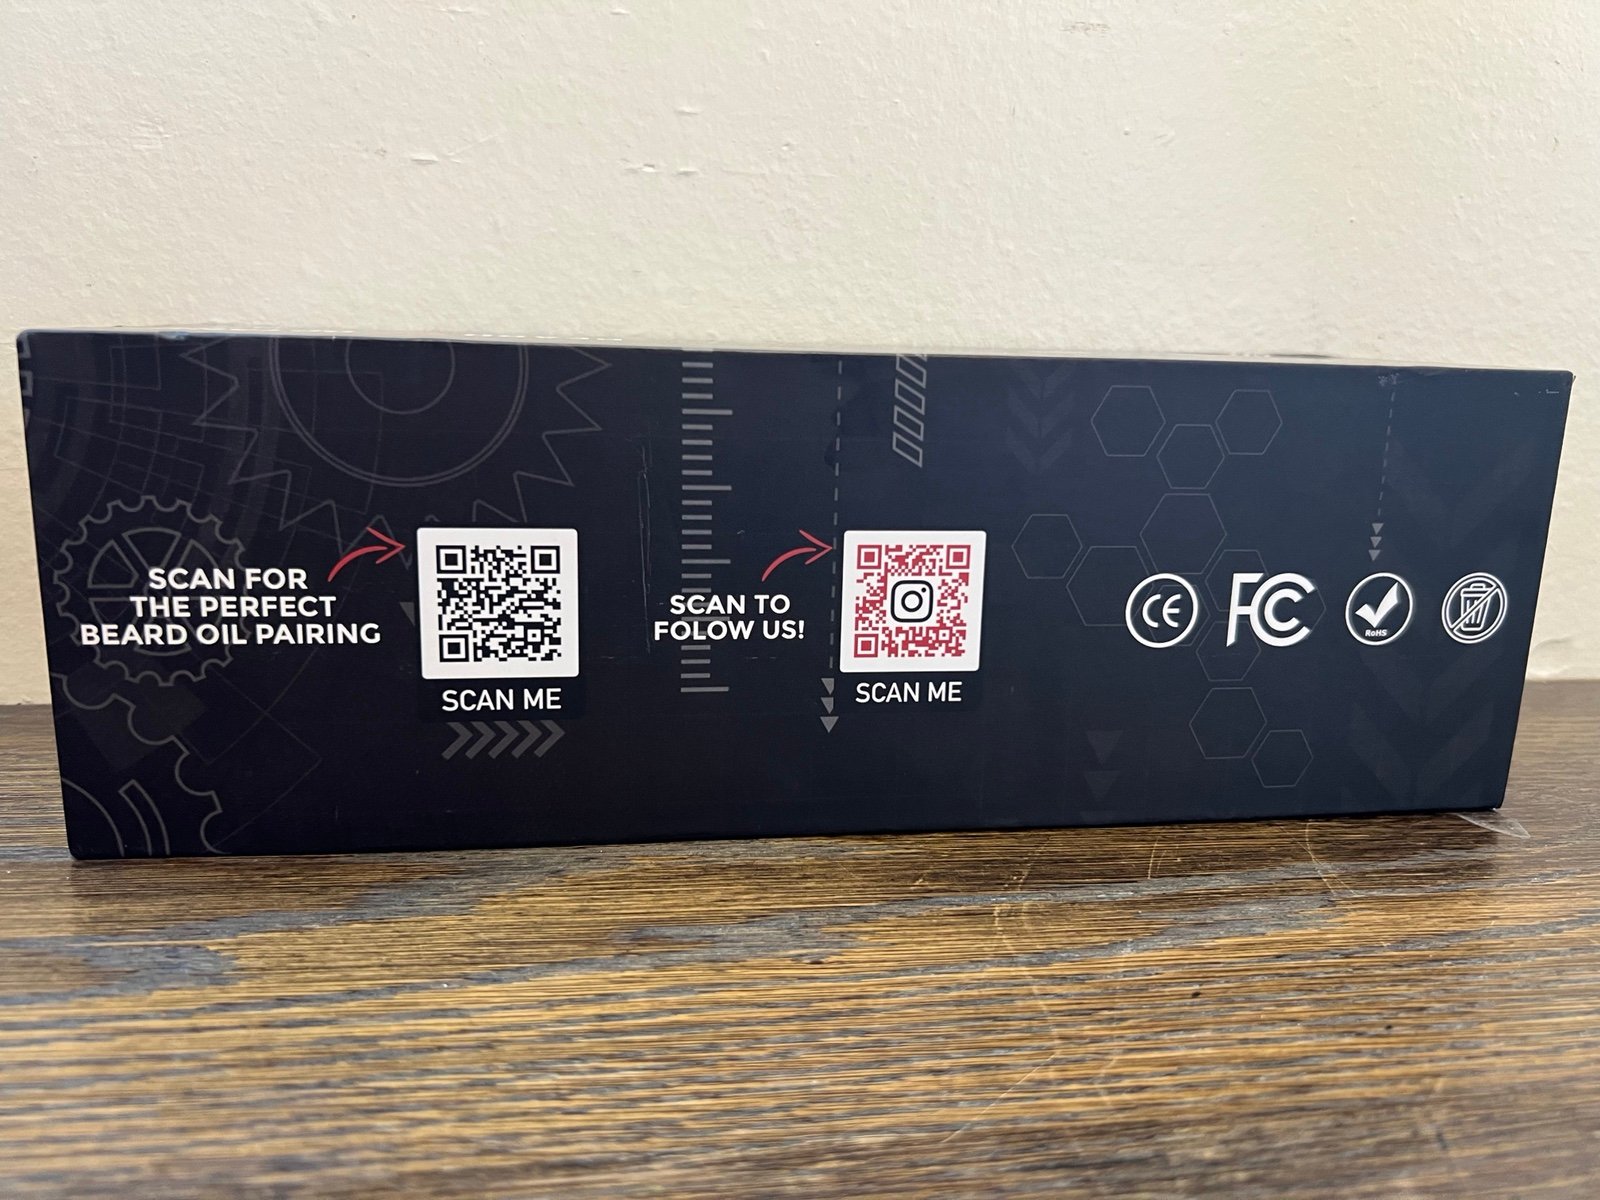 SCAN FOR
THE PERFECT
BEARD OIL PAIRING
SCAN ME
SCAN TO
FOLOW US!
SCAN ME
CE
FC
RoHS